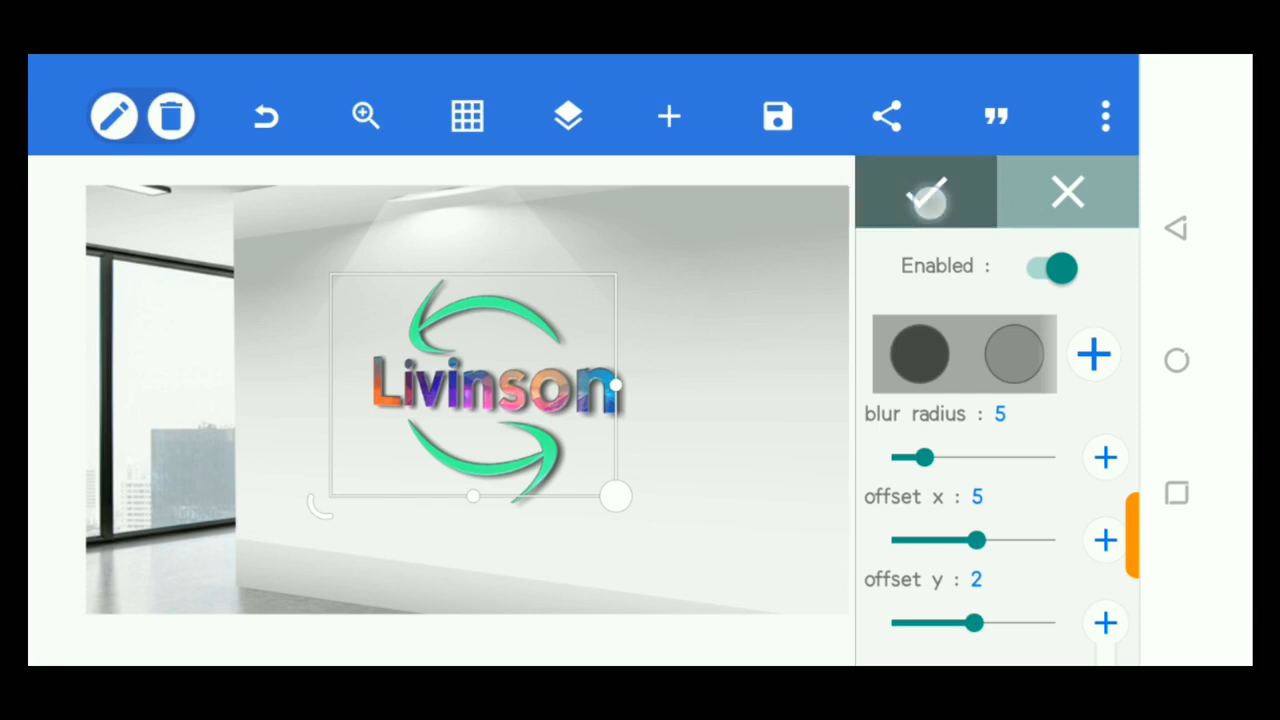 Enabled :
Livinson
blur radius : 5
offset x : 5
offset y : 2